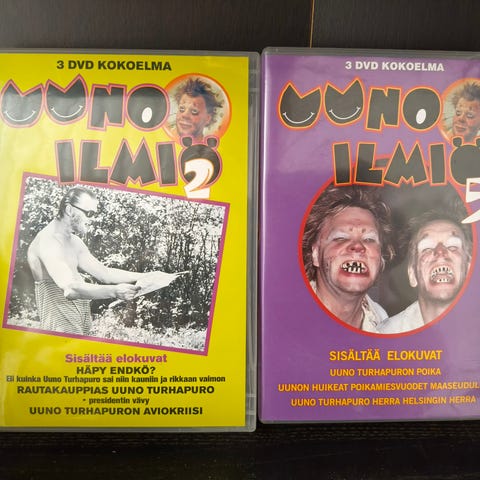 3 DVD KOKOELMA
UUNO
ILMIÖ
2
Sisältää elokuvat
HÄPY ENDKÖ?
Eli kuinka Uuno Turhapuro sai niin kauniin ja rikkaan vaimon
RAUTAKAUPPIAS UUNO TURHAPURO
• presidentin vävy
UUNO TURHAPURON AVIOKRIISI
3 DVD KOKOELMA
UUNO
ILMIÖ
5
SISÄLTÄÄ ELOKUVAT
UUNO TURHAPURON POIKA
UUNON HUIKEAT POIKAMIESVUODET MAASEUDUL
UUNO TURHAPURO HERRA HELSINGIN HERRA